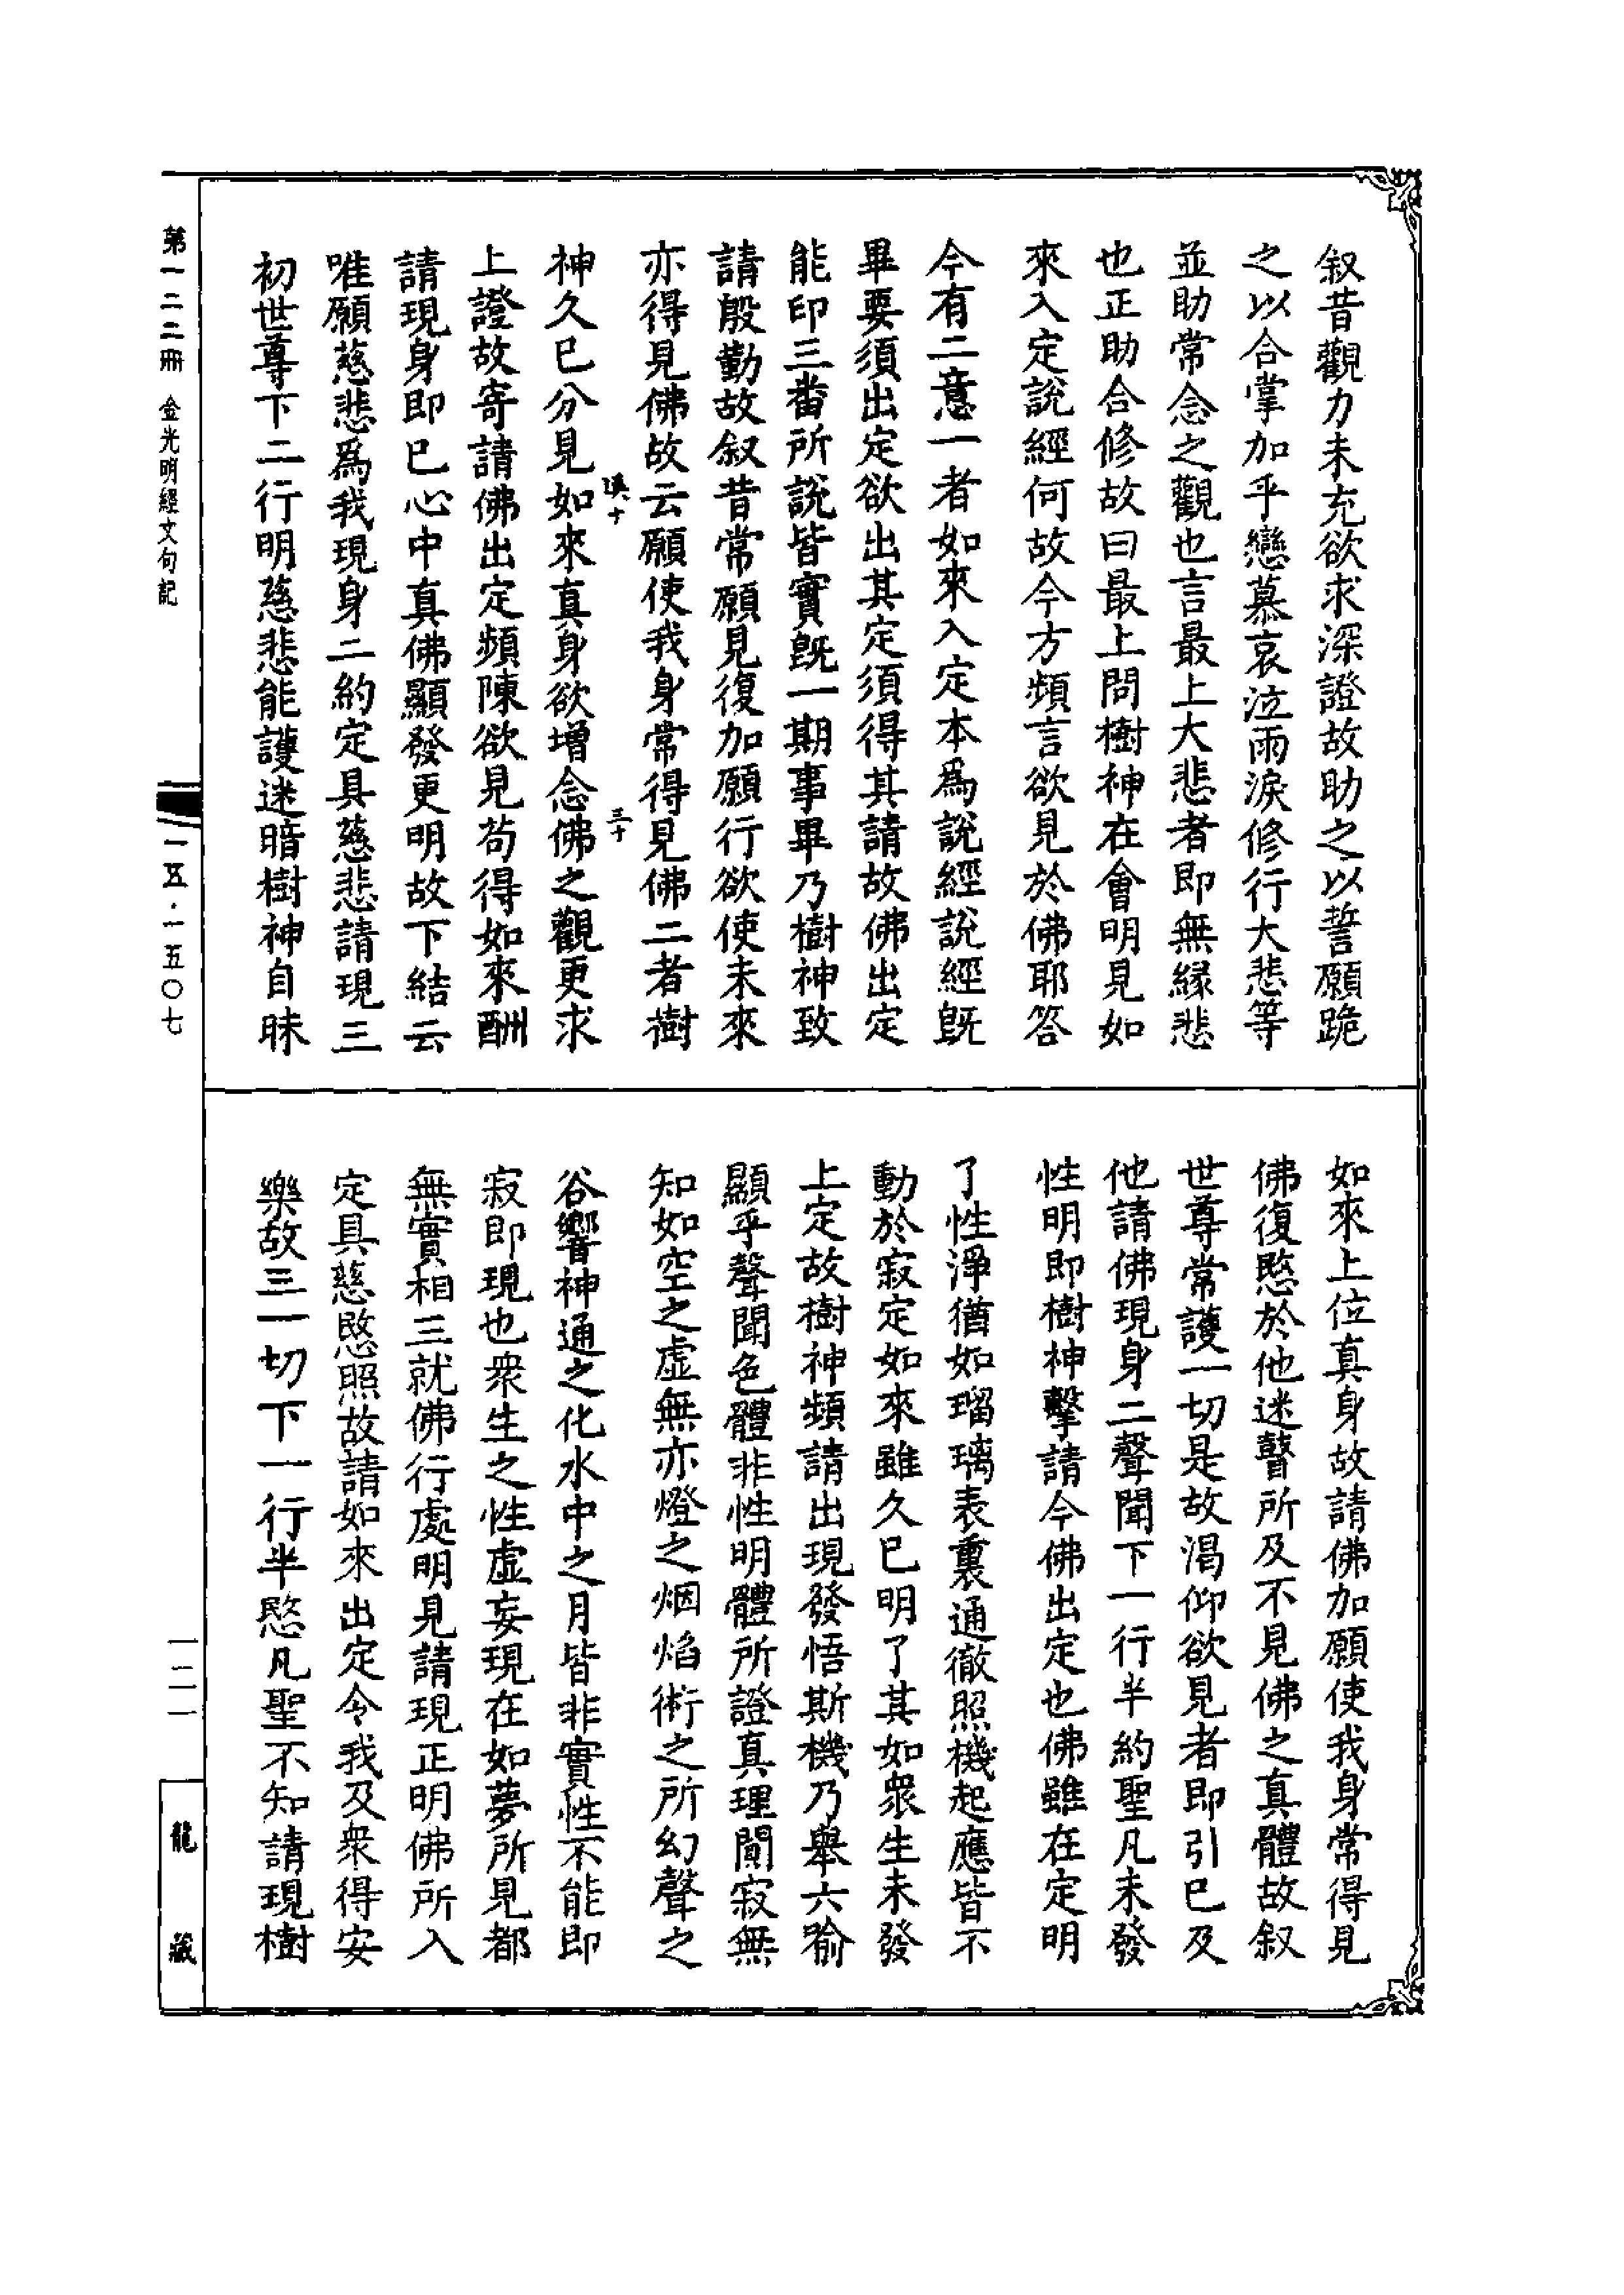 叙昔觀力未充欲求深證故助之以誓願跪
之以合掌加乎戀慕哀泣雨淚修行大悲等
並助常念之觀也言最上大悲者即無緣悲
也正助合修故曰最上問樹神在會明見如
來入定說經何故今方頻言欲見於佛耶答
今有二意一者如來入定本為說經說經既
畢要須出定欲出其定須得其請故佛出定
能印三番所說皆實既一期事畢乃樹神致
請殷勤故叙昔常願見復加願行欲使未來
亦得見佛故云願使我身常得見佛二者樹
神久已分見如來真身欲增念佛之觀更求
上證故寄請佛出定頻陳欲見苟得如來酬
請現身即已心中真佛顯發更明故下結云
唯願慈悲為我現身二約定具慈悲請現三
初世尊下二行明慈悲能護迷暗樹神自昧
如來上位真身故請佛加願使我身常得見
佛復愍於他迷瞽所及不見佛之真體故叙
世尊常護一切是故渴仰欲見者即引已及
他請佛現身二聲聞下一行半約聖凡未發
性明即樹神擊請今佛出定也佛雖在定明
了性淨猶如瑠璃表裏通徹照機起應皆不
動於寂定如來雖久已明了其如衆生未發
上定故樹神頻請出現發悟斯機乃舉六喻
顯乎聲聞色體非性明體所證真理闃寂無
知如空之虛無亦燈之烟焰術之所幻聲之
谷響神通之化水中之月皆非實性不能即
寂即現也衆生之性虛妄現在如夢所見都
無實相三就佛行處明見請現正明佛所入
定具慈愍照故請如來出定令我及衆得安
樂故三一切下一行半愍凡聖不知請現樹
第一二二冊 金光明經文句記
一五·一五〇七
一二一
龍藏
三十